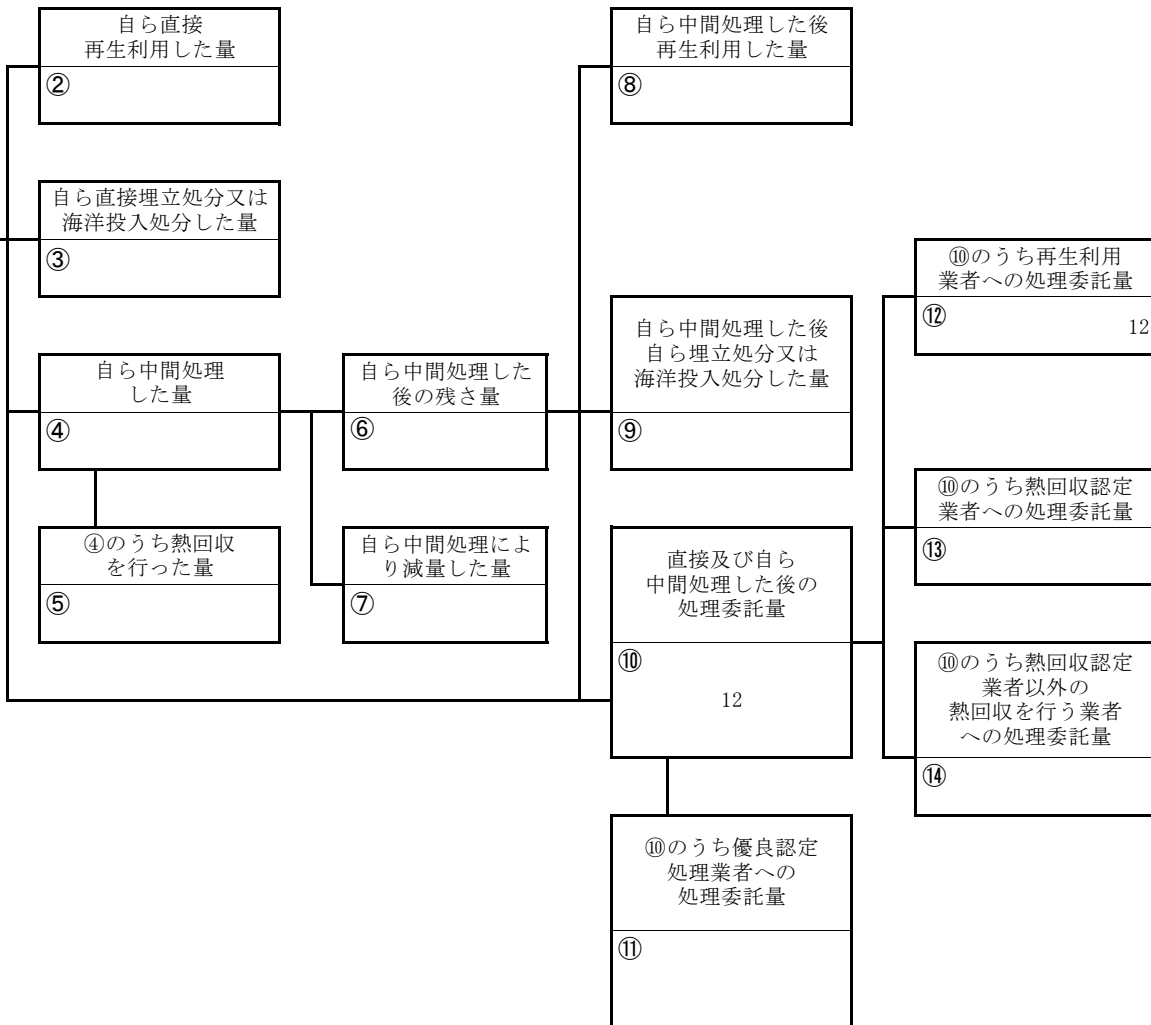 自ら直接
再生利用した量
②
自ら中間処理した後
再生利用した量
⑧
自ら直接埋立処分又は
海洋投入処分した量
③
⑩のうち再生利用
業者への処理委託量
⑫
12
自ら中間処理した後
自ら埋立処分又は
海洋投入処分した量
⑨
自ら中間処理
した量
④
自ら中間処理した
後の残さ量
⑥
⑩のうち熱回収認定
業者への処理委託量
⑬
④のうち熱回収
を行った量
⑤
自ら中間処理によ
り減量した量
⑦
直接及び自ら
中間処理した後の
処理委託量
⑩
12
⑩のうち熱回収認定
業者以外の
熱回収を行う業者
への処理委託量
⑭
⑩のうち優良認定
処理業者への
処理委託量
⑪